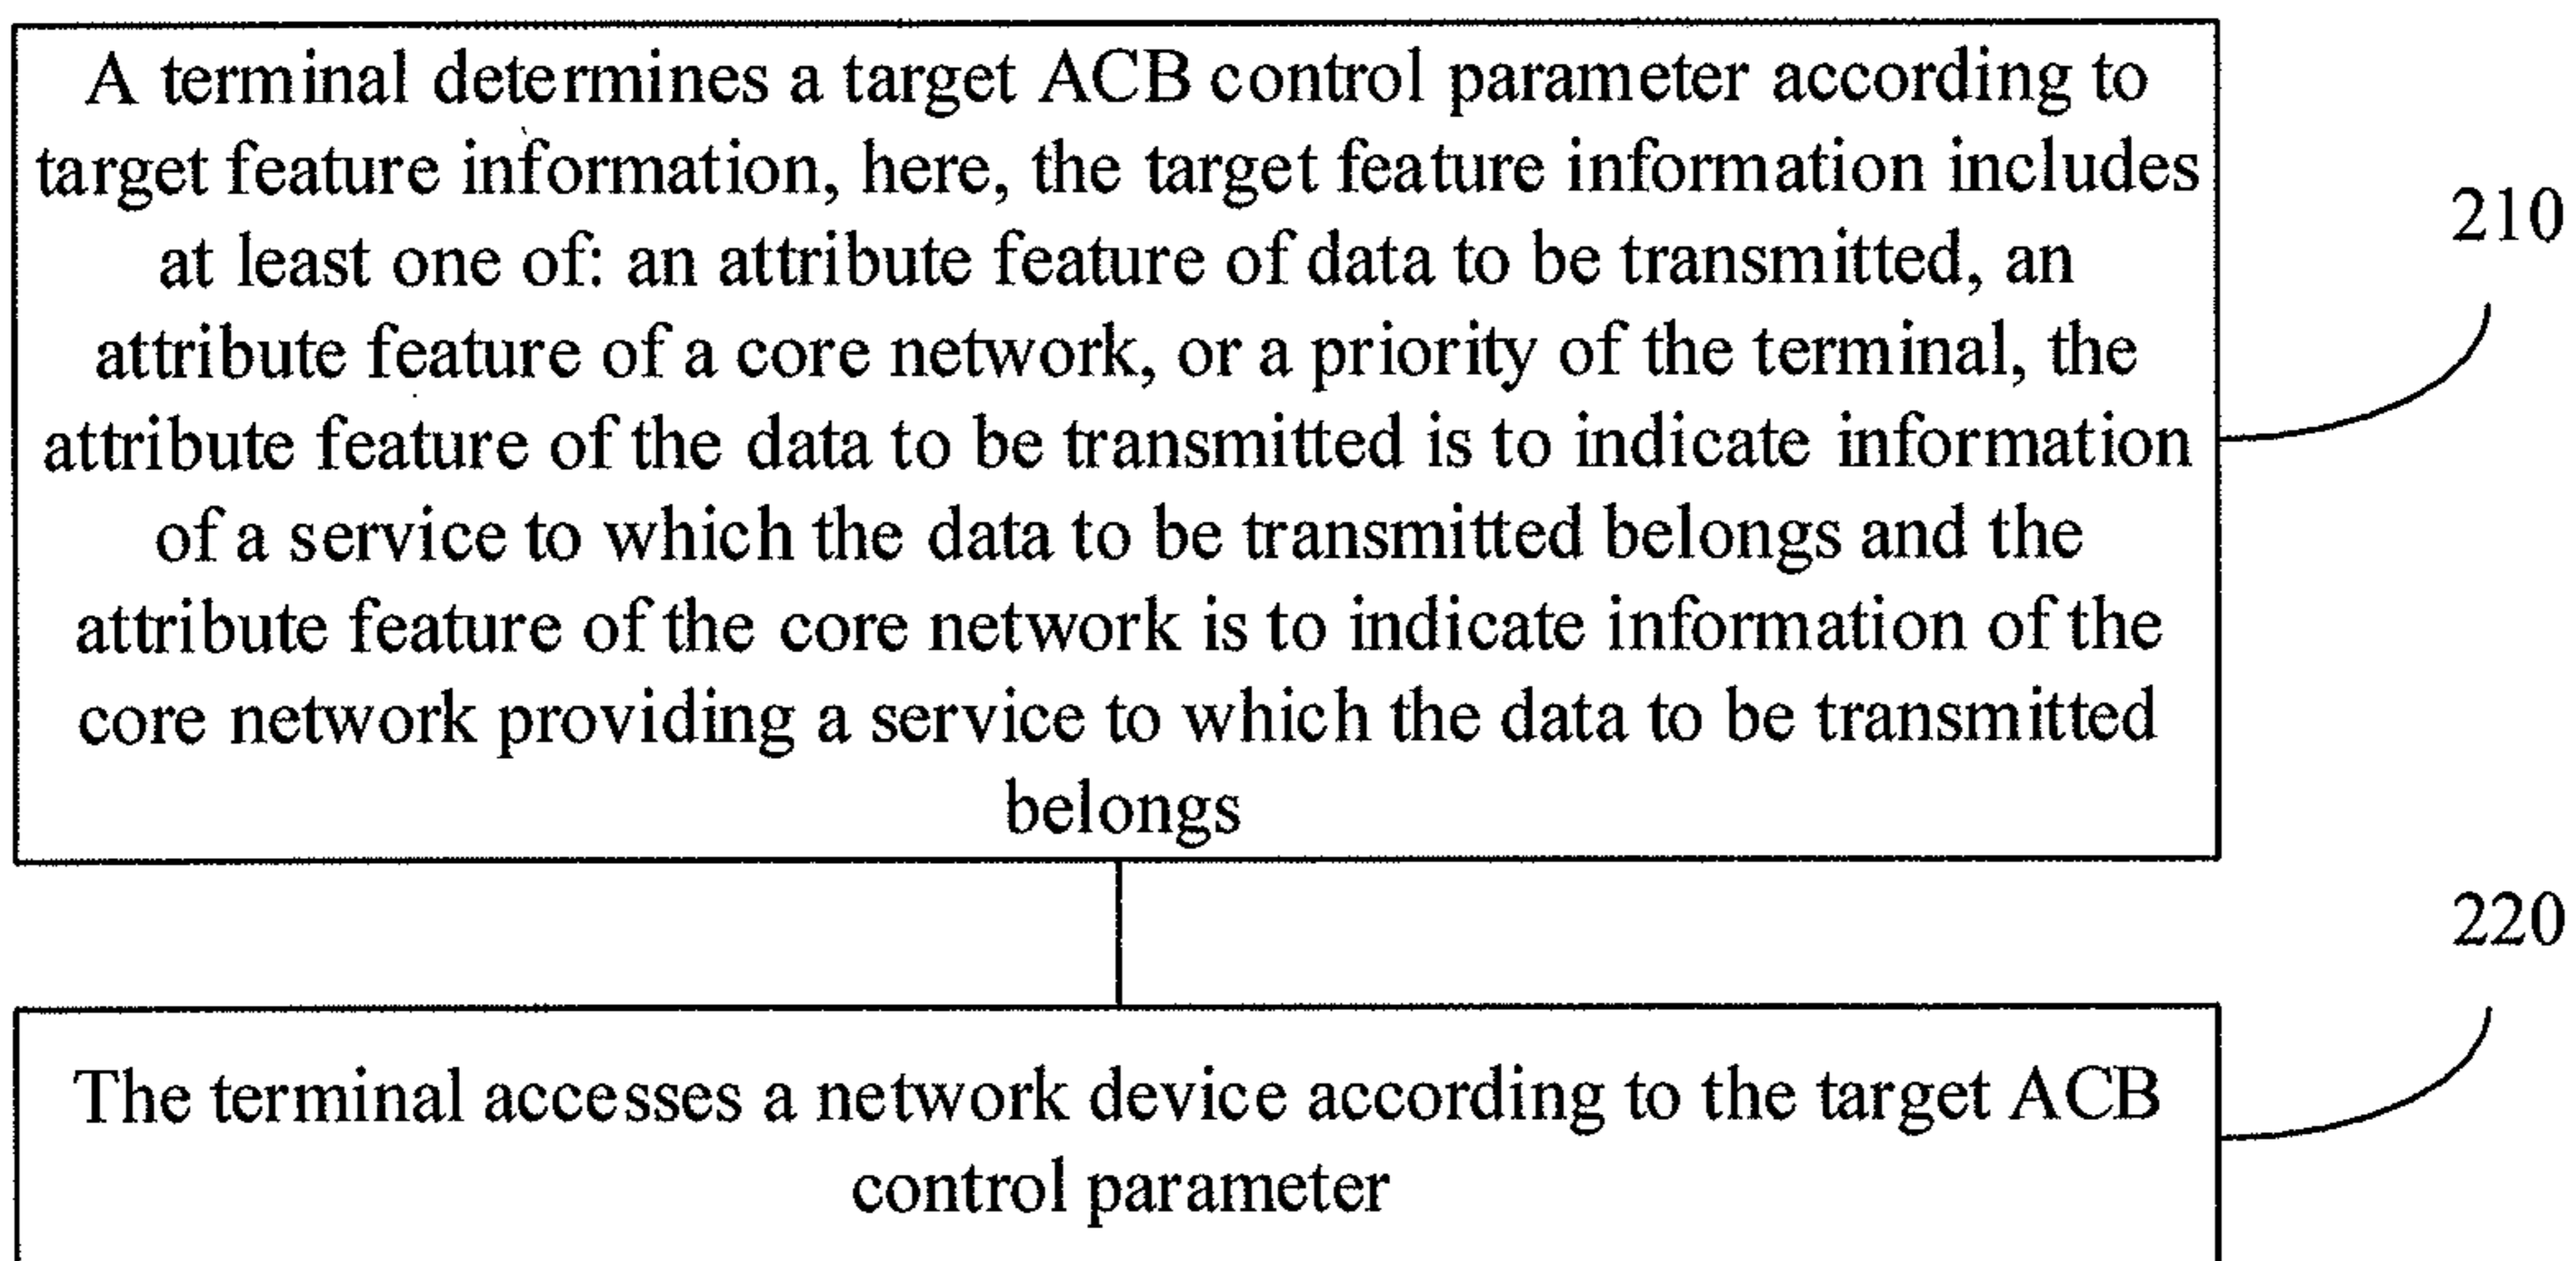 A terminal determines a target ACB control parameter according to
target feature information, here, the target feature information includes
at least one of: an attribute feature of data to be transmitted, an
attribute feature of a core network, or a priority of the terminal, the
attribute feature of the data to be transmitted is to indicate information
of a service to which the data to be transmitted belongs and the
attribute feature of the core network is to indicate information of the
core network providing a service to which the data to be transmitted
belongs
210
220
The terminal accesses a network device according to the target ACB
control parameter